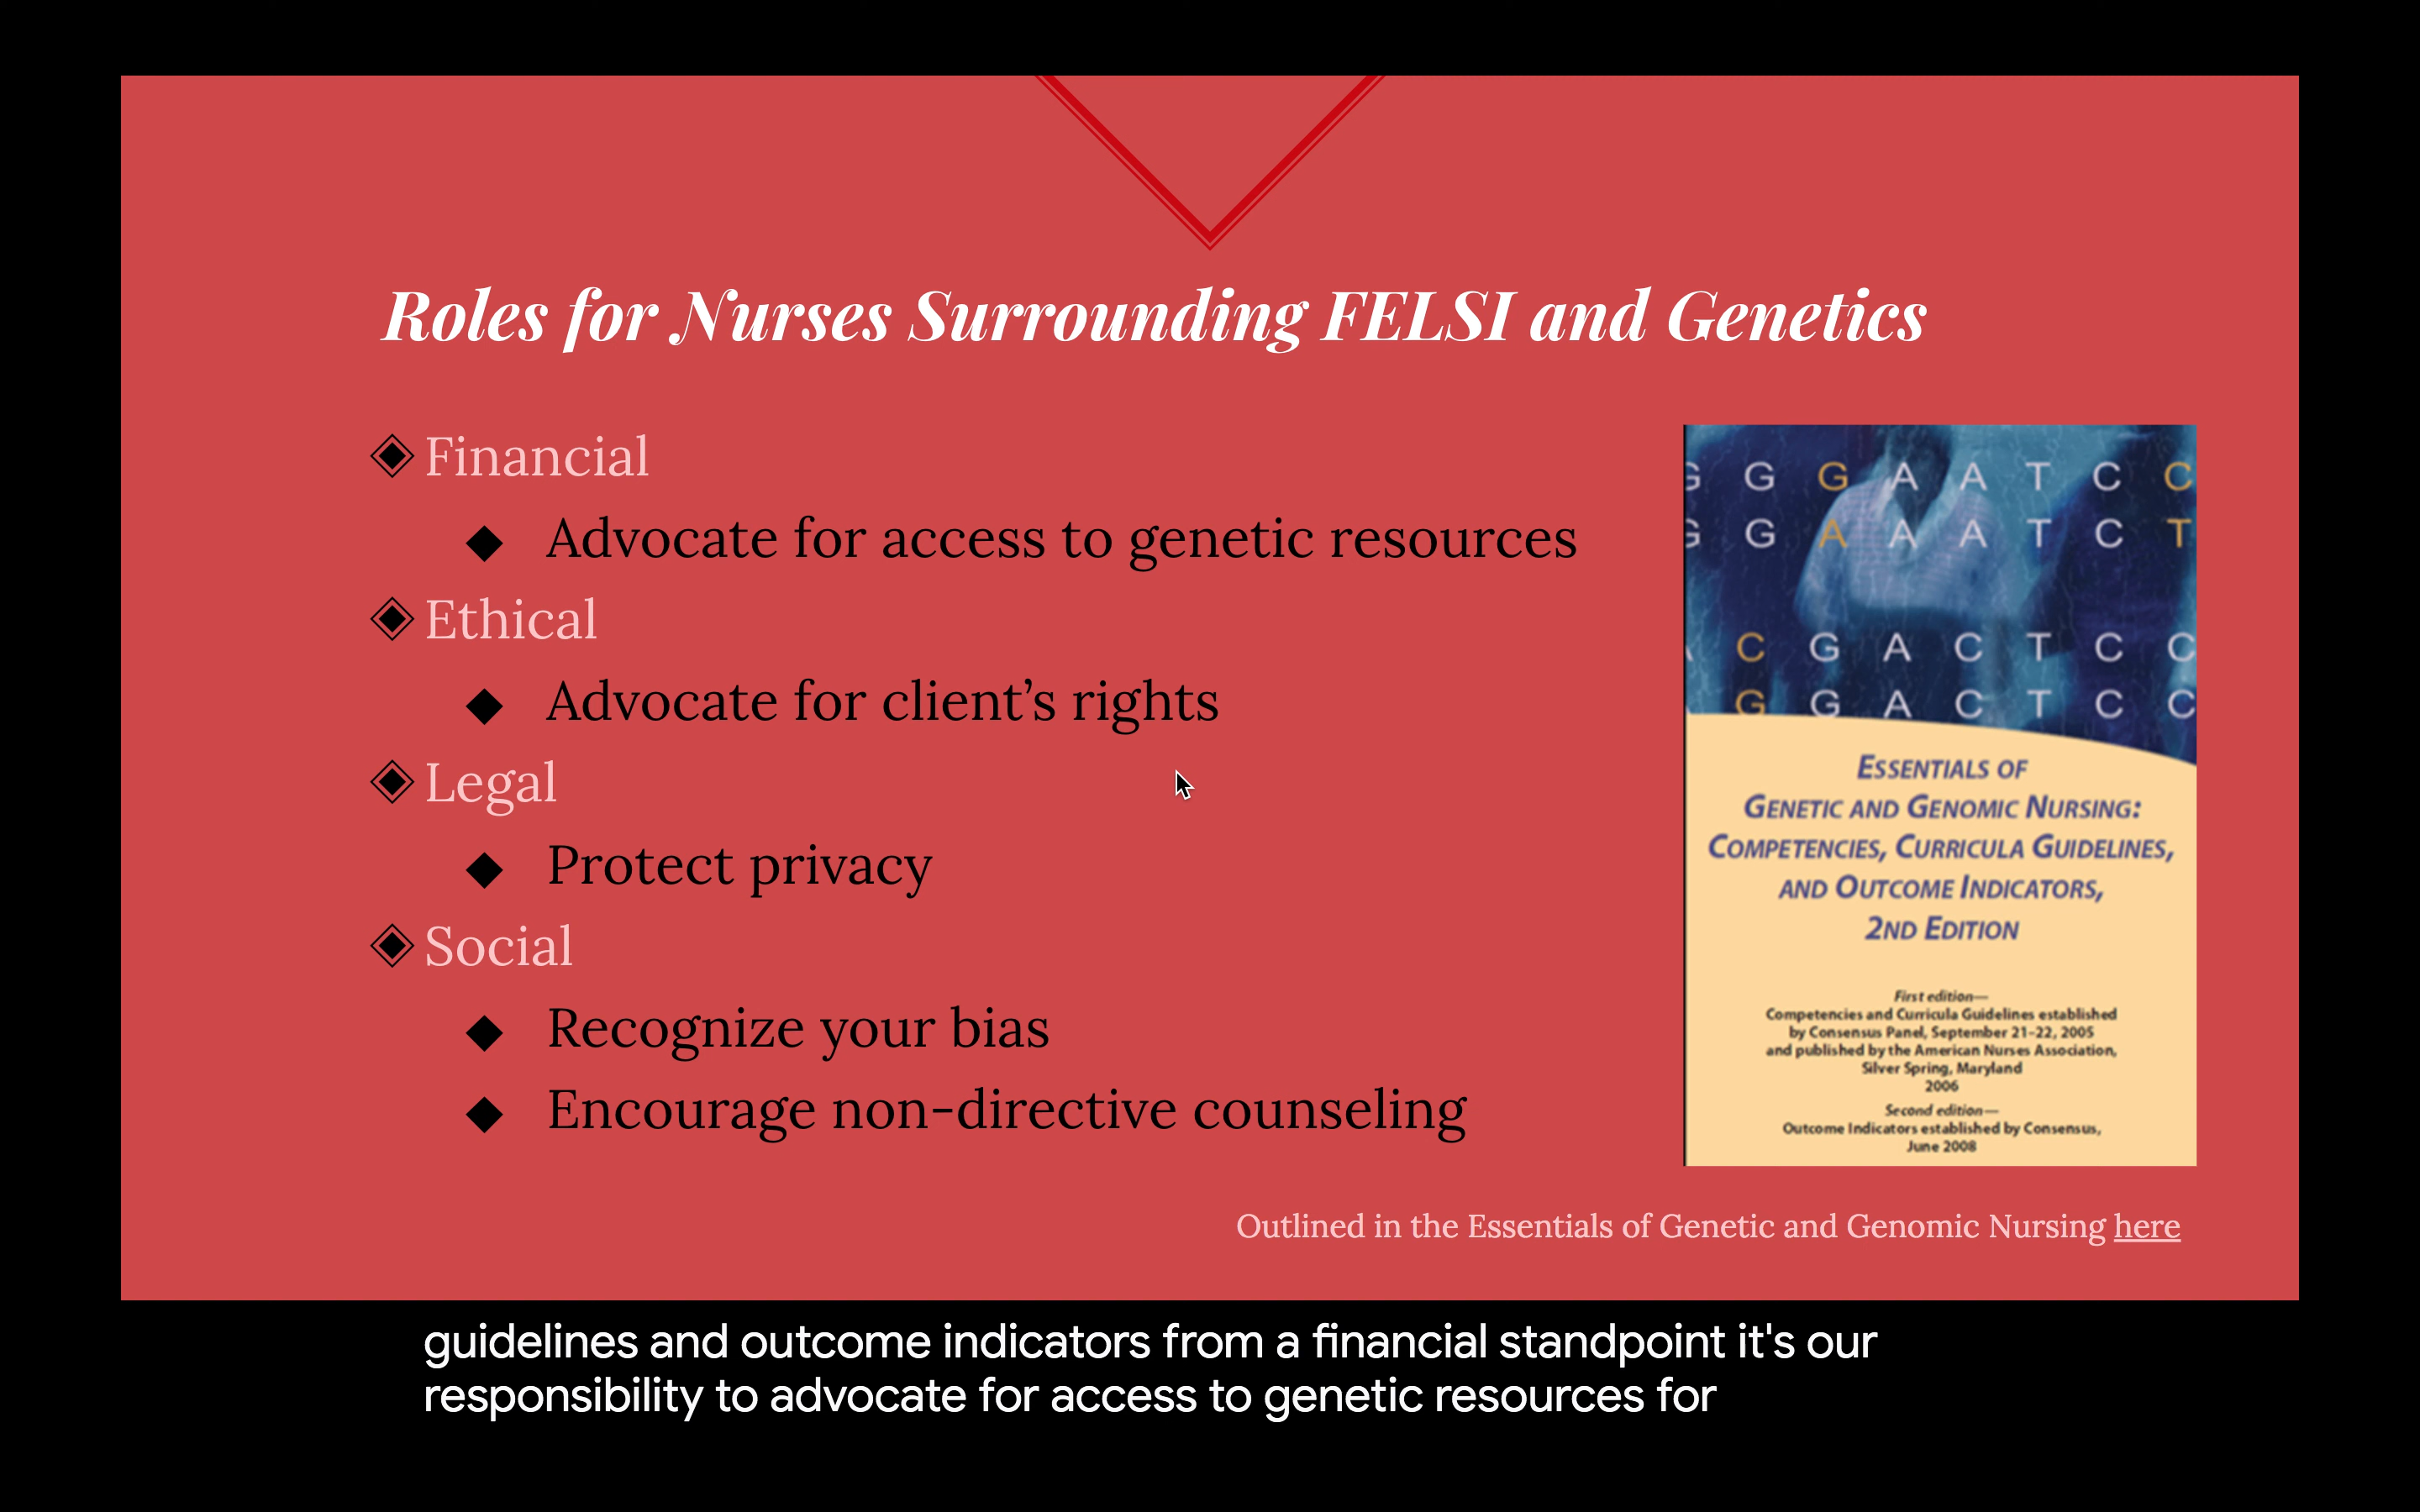 Roles for Nurses Surrounding FELSI and Genetics
Financial
Advocate for access to genetic resources
Ethical
Advocate for client’s rights
Legal
Protect privacy
Social
Recognize your bias
Encourage non-directive counseling
G G G A A T C C
G G A A A T C T
C G A C T C C
G G A C T C C
ESSENTIALS OF
GENETIC AND GENOMIC NURSING:
COMPETENCIES, CURRICULA GUIDELINES,
AND OUTCOME INDICATORS,
2ND EDITION
First edition—
Competencies and Curricula Guidelines established
by Consensus Panel, September 21–22, 2005
and published by the American Nurses Association,
Silver Spring, Maryland
2006
Second edition—
Outcome Indicators established by Consensus,
June 2008
Outlined in the Essentials of Genetic and Genomic Nursing here
guidelines and outcome indicators from a financial standpoint it's our
responsibility to advocate for access to genetic resources for